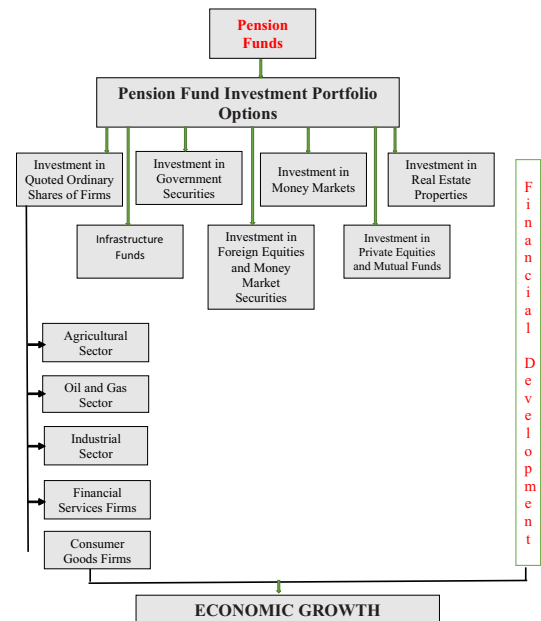 Pension
Funds
Pension Fund Investment Portfolio
Options
Investment in
Quoted Ordinary
Shares of Firms
Investment in
Government
Securities
Investment in
Money Markets
Investment in
Real Estate
Properties
Infrastructure
Funds
Investment in
Foreign Equities
and Money
Market
Securities
Investment in
Private Equities
and Mutual Funds
Financial Development
Agricultural
Sector
Oil and Gas
Sector
Industrial
Sector
Financial
Services Firms
Consumer
Goods Firms
ECONOMIC GROWTH